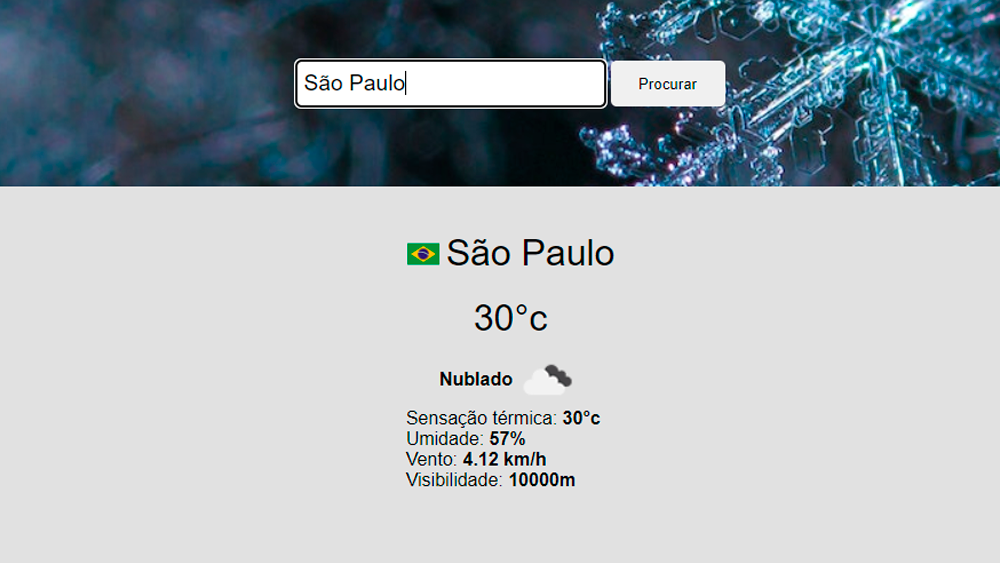 São Paulo
Procurar
São Paulo
30°c
Nublado
Sensação térmica: 30°c
Umidade: 57%
Vento: 4.12 km/h
Visibilidade: 10000m